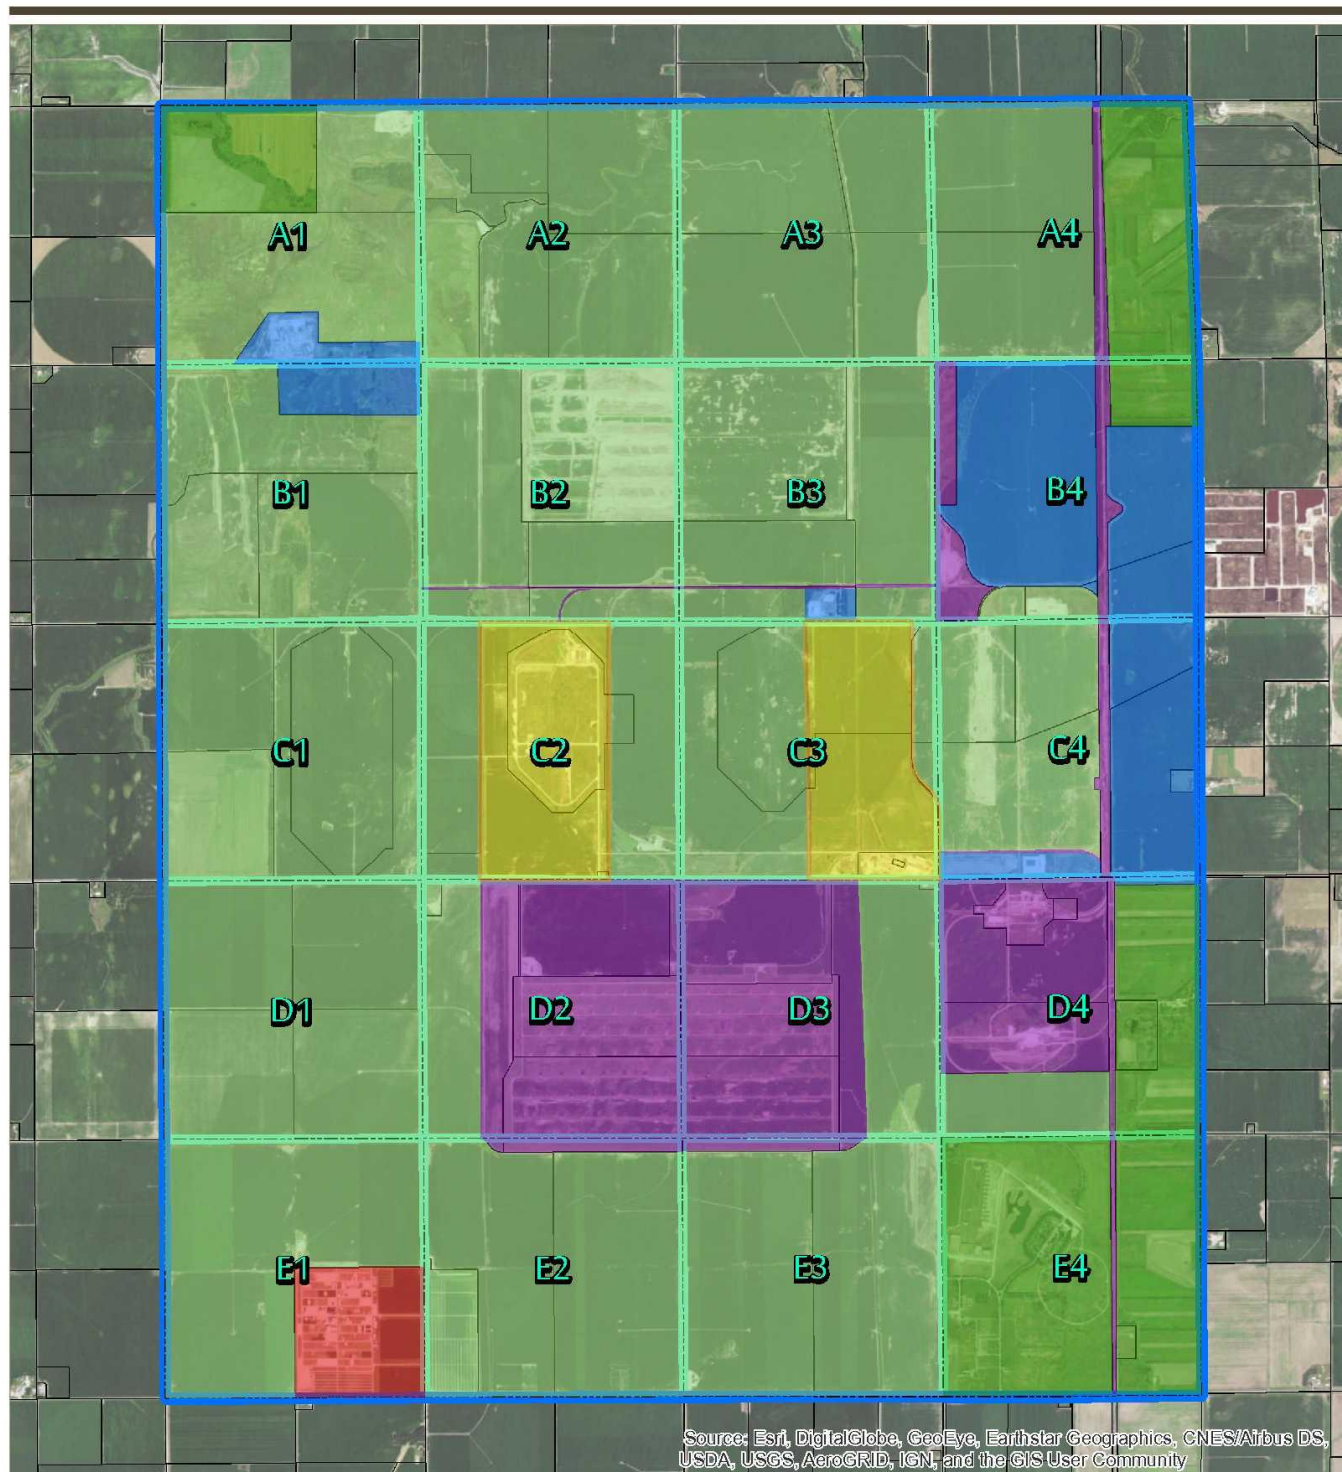 A1 A2 A3 A4
B1 B2 B3 B4
C1 C2 C3 C4
D1 D2 D3 D4
E1 E2 E3 E4
Source: Esri, DigitalGlobe, GeoEye, Earthstar Geographics, CNES/Airbus DS,
USDA, USGS, AeroGRID, IGN, and the GIS User Community